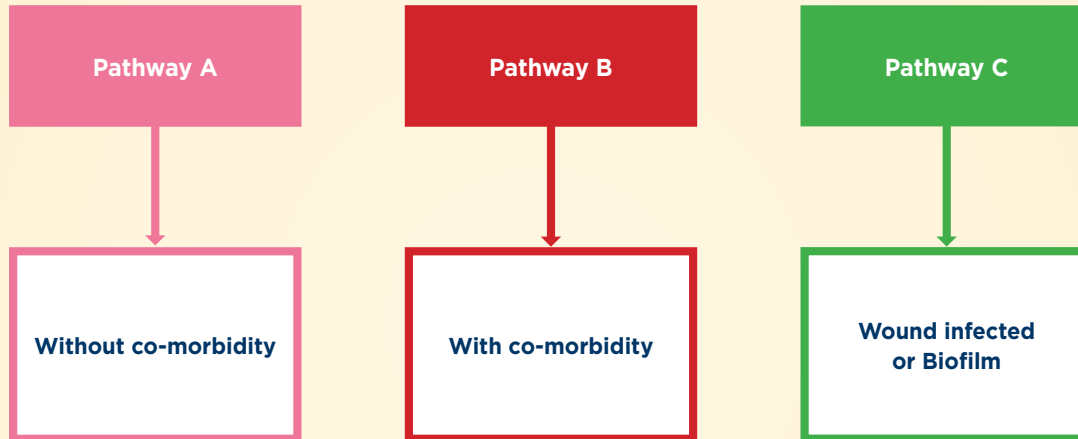 Pathway A
Pathway B
Pathway C
Without co-morbidity
With co-morbidity
Wound infected
or Biofilm